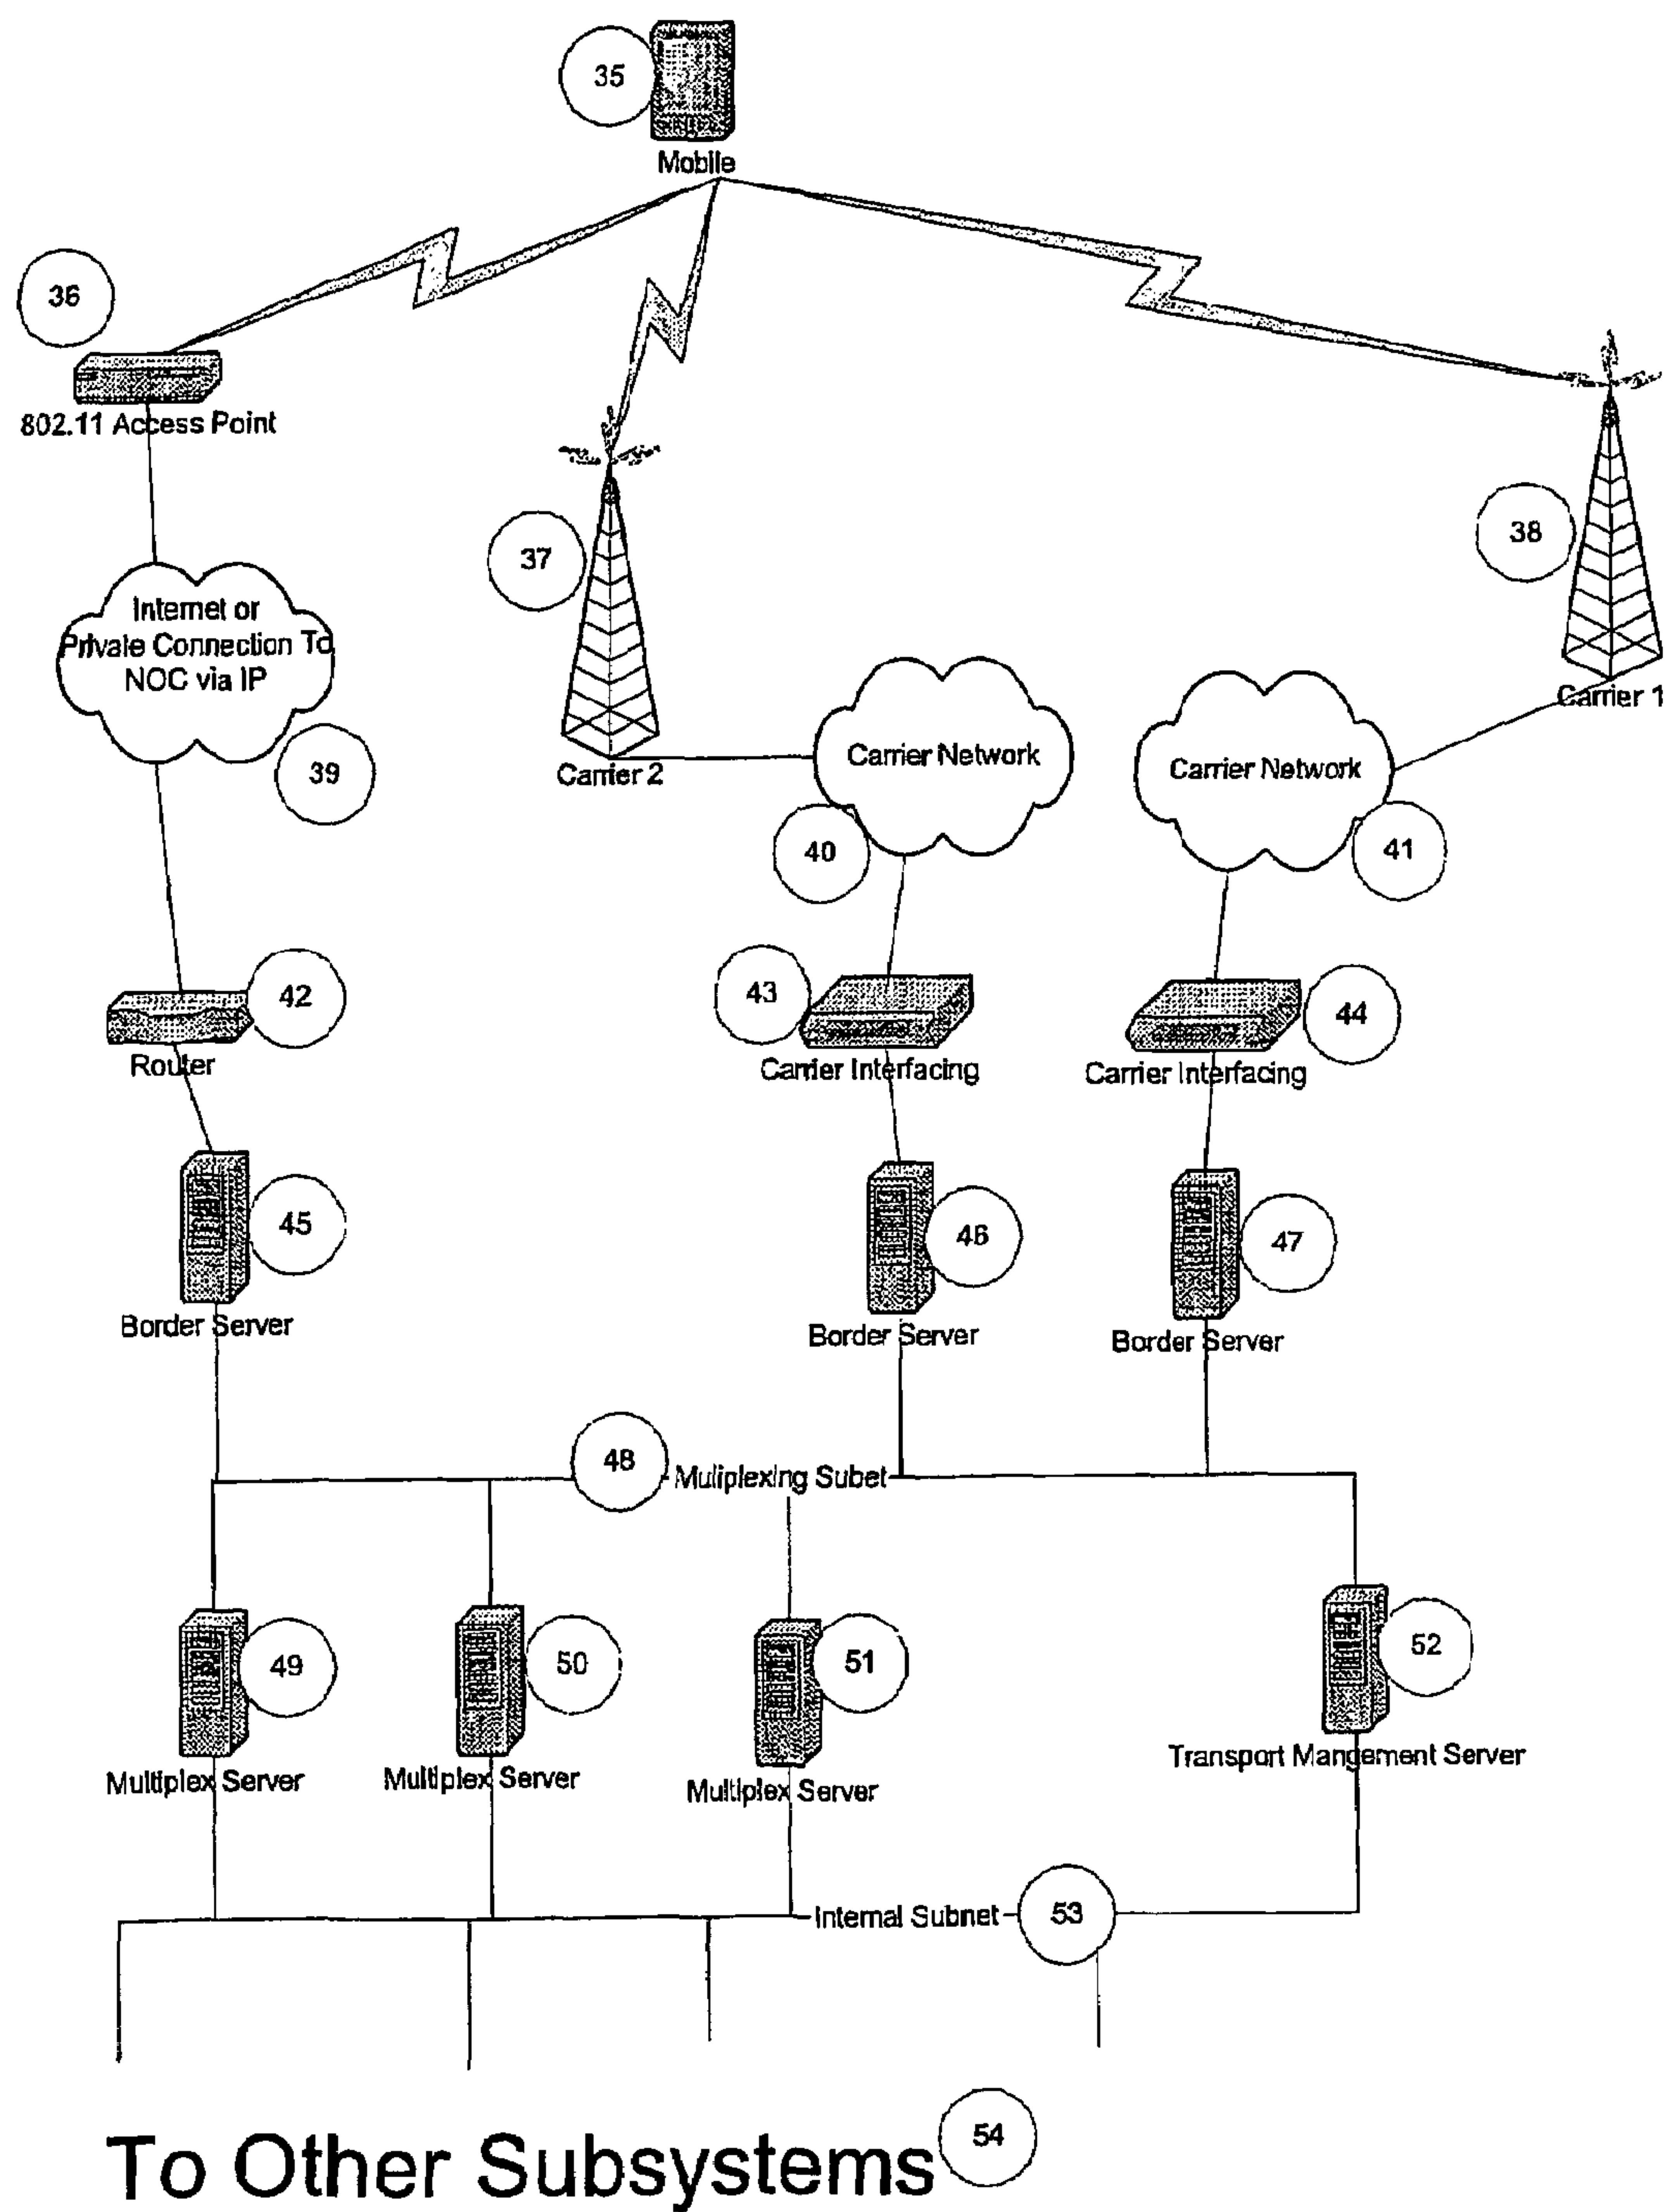 35
Mobile
36
802.11 Access Point
37
38
Internet or
Private Connection To
NOC via IP
39
Carrier 2
Carrier Network
Carrier Network
Carrier 1
40
41
42
Router
43
Carrier Interfacing
44
Carrier Interfacing
45
Border Server
46
Border Server
47
Border Server
48
Muliplexing Subet
49
Multiplex Server
50
Multiplex Server
51
Multiplex Server
52
Transport Mangement Server
Internal Subnet
53
To Other Subsystems
54